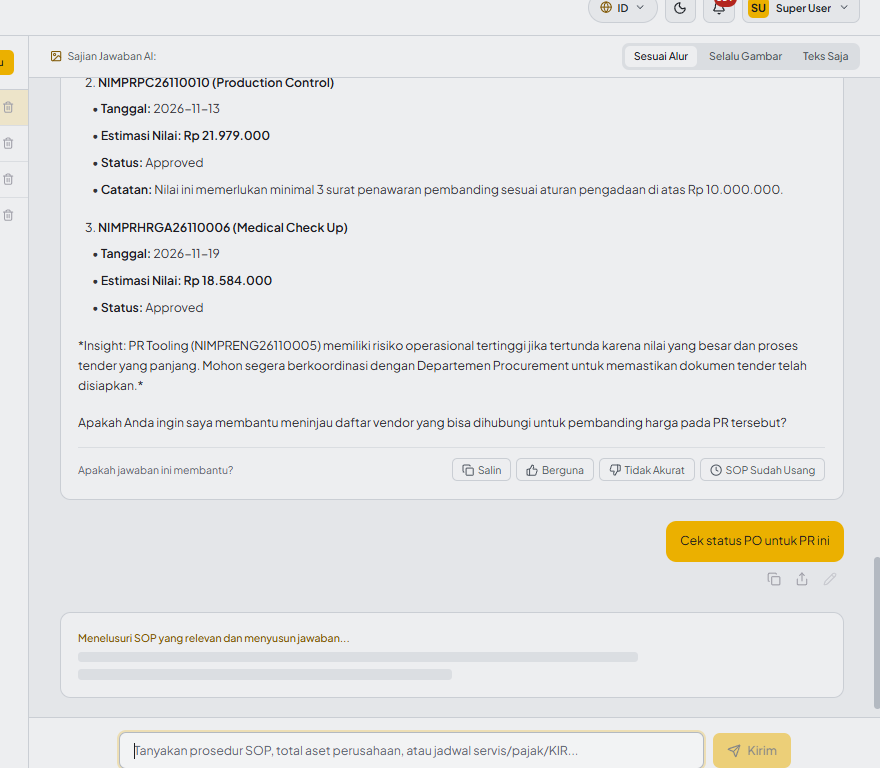 ID
SU Super User
Sajian Jawaban AI:
Sesuai Alur Selalu Gambar Teks Saja
2. NIMPRPC26110010 (Production Control)
• Tanggal: 2026-11-13
• Estimasi Nilai: Rp 21.979.000
• Status: Approved
• Catatan: Nilai ini memerlukan minimal 3 surat penawaran pembanding sesuai aturan pengadaan di atas Rp 10.000.000.
3. NIMPRHRGA26110006 (Medical Check Up)
• Tanggal: 2026-11-19
• Estimasi Nilai: Rp 18.584.000
• Status: Approved
*Insight: PR Tooling (NIMPRENG26110005) memiliki risiko operasional tertinggi jika tertunda karena nilai yang besar dan proses
tender yang panjang. Mohon segera berkoordinasi dengan Departemen Procurement untuk memastikan dokumen tender telah
disiapkan.*
Apakah Anda ingin saya membantu meninjau daftar vendor yang bisa dihubungi untuk pembanding harga pada PR tersebut?
Apakah jawaban ini membantu?
Salin Berguna Tidak Akurat SOP Sudah Usang
Cek status PO untuk PR ini
Menelusuri SOP yang relevan dan menyusun jawaban...
Tanyakan prosedur SOP, total aset perusahaan, atau jadwal servis/pajak/KIR...
Kirim